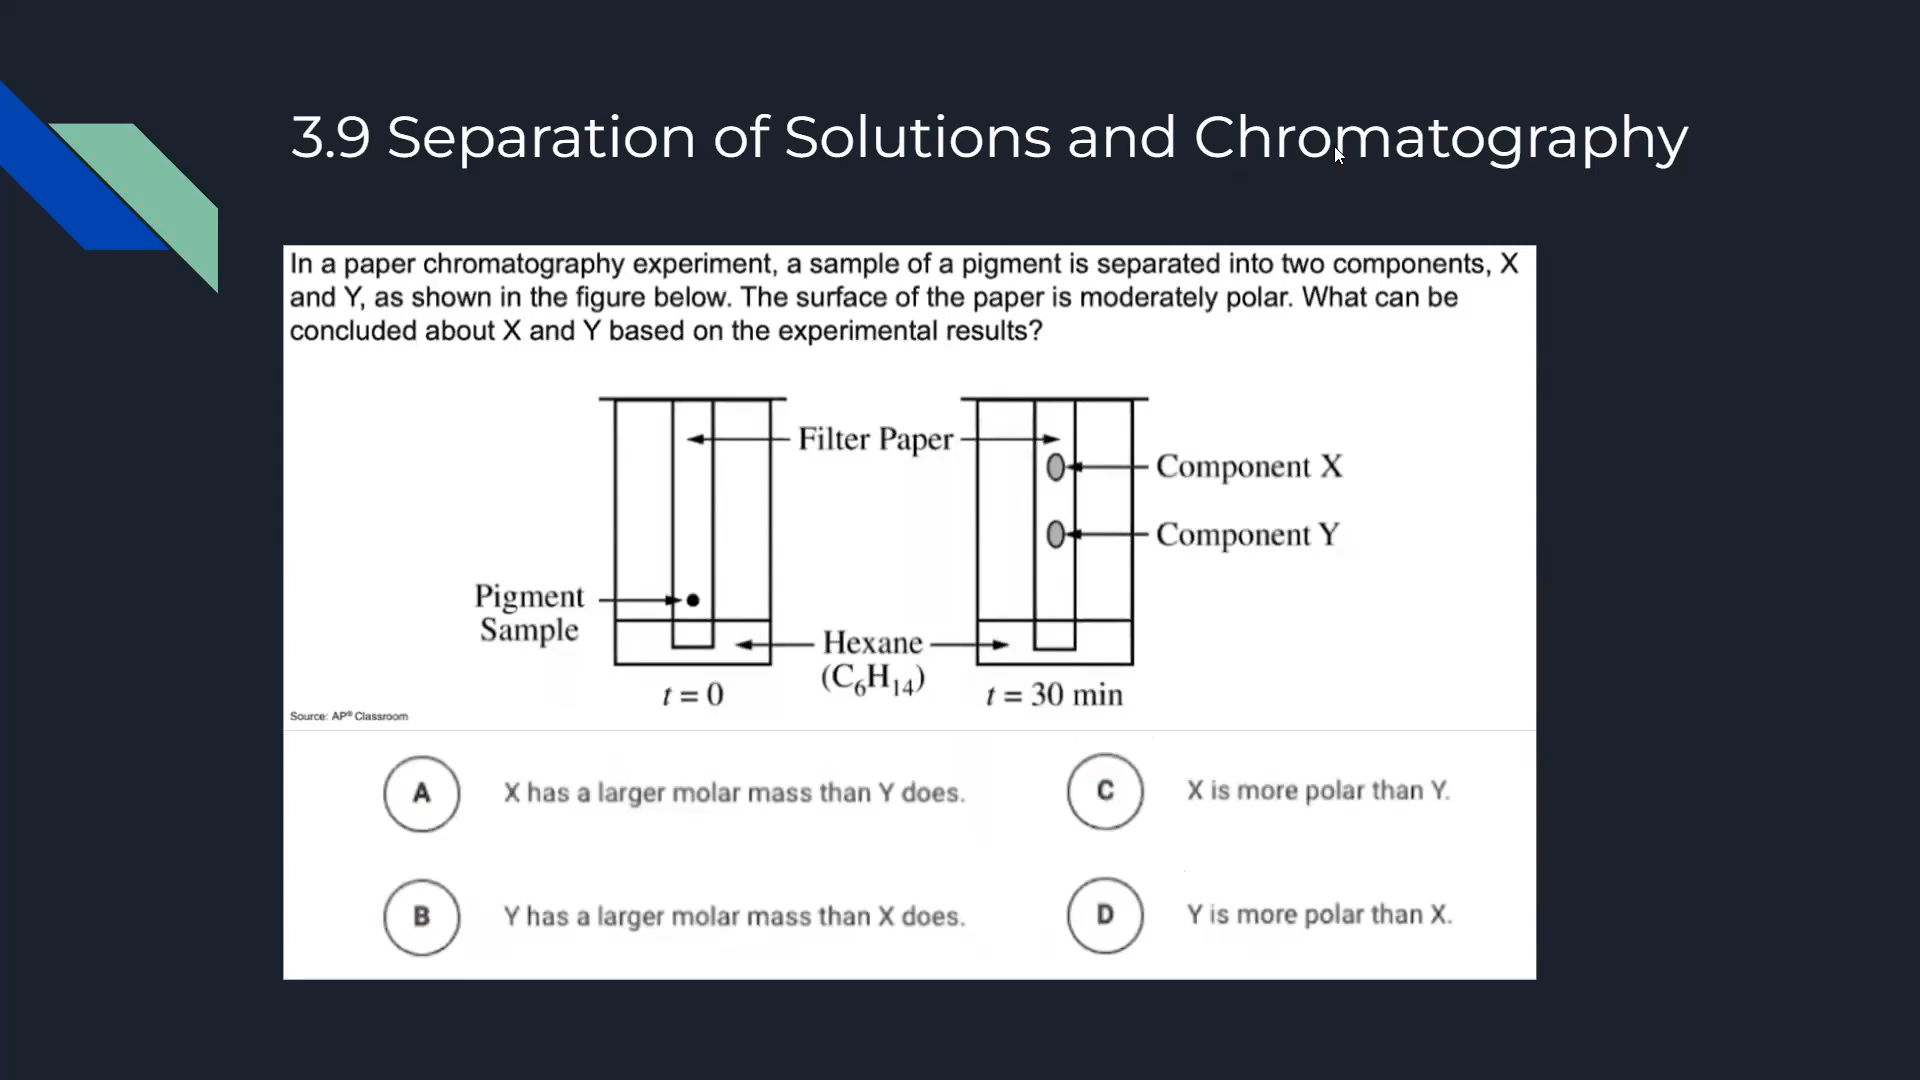 3.9 Separation of Solutions and Chromatography
In a paper chromatography experiment, a sample of a pigment is separated into two components, X
and Y, as shown in the figure below. The surface of the paper is moderately polar. What can be
concluded about X and Y based on the experimental results?
Filter Paper
Component X
Component Y
Pigment
Sample
Hexane
(C₆H₁₄)
t = 0
t = 30 min
Source: AP® Classroom
A X has a larger molar mass than Y does.
C X is more polar than Y.
B Y has a larger molar mass than X does.
D Y is more polar than X.